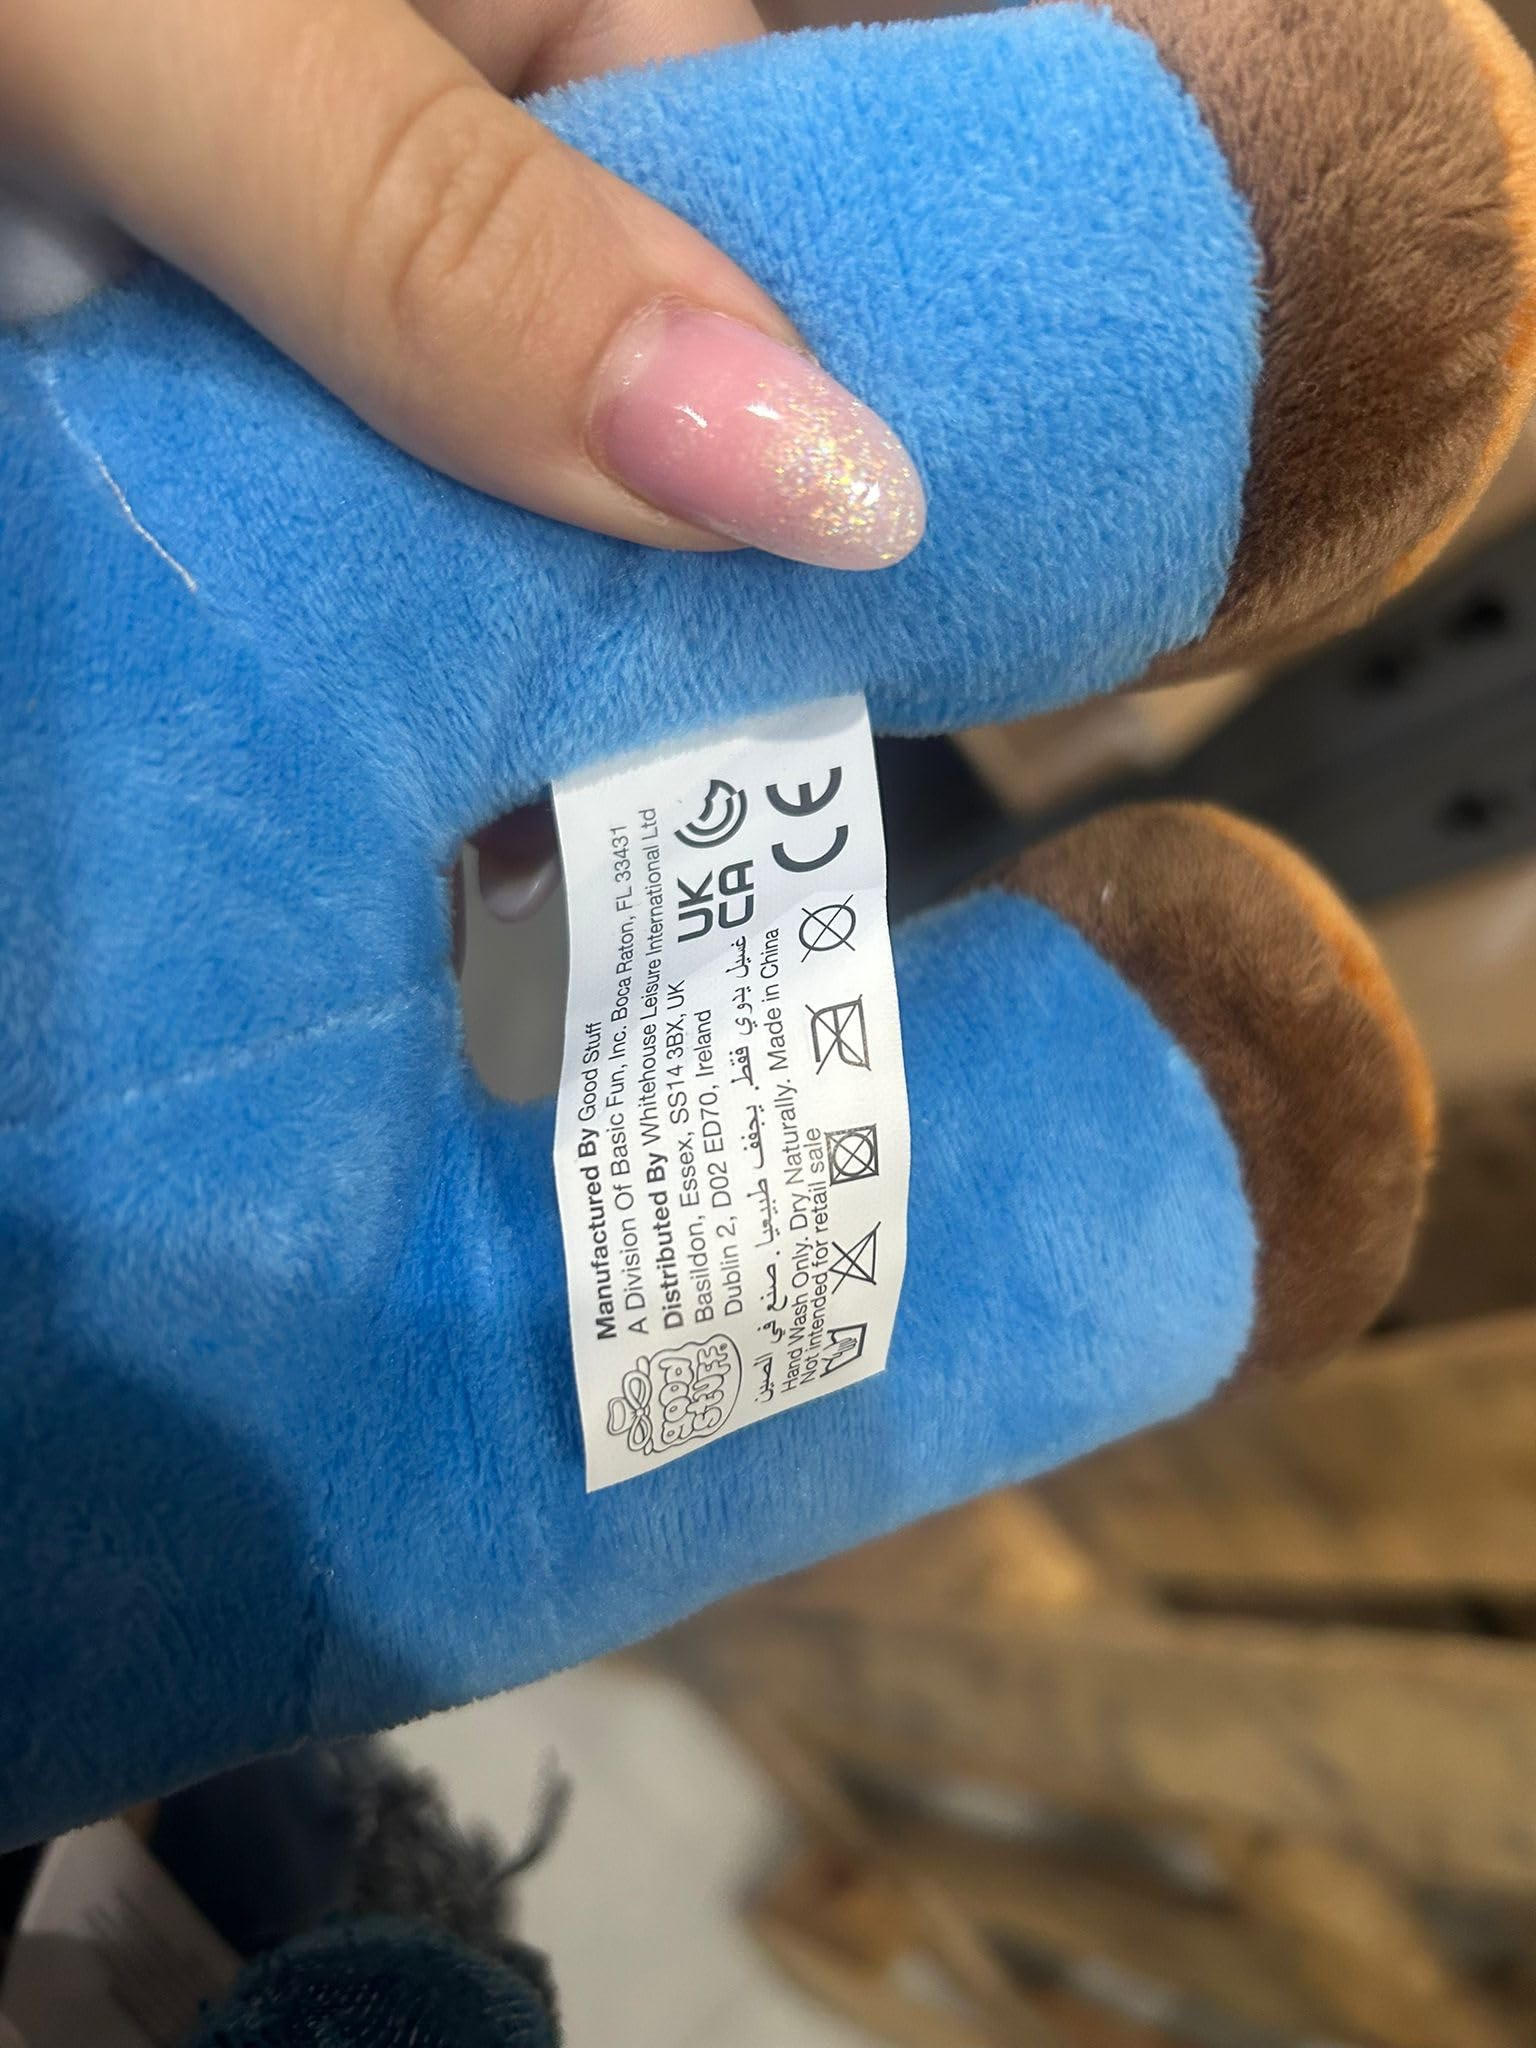 Manufactured By Good Stuff
A Division Of Basic Fun, Inc. Boca Raton, FL 33431
Distributed By Whitehouse Leisure International Ltd
Basildon, Essex, SS14 3BX, UK
Dublin 2, D02 ED70, Ireland
good
stuff
UK
CA
CE
غسيل يدوي فقط. يجفف طبيعيا. صنع في الصين
Hand Wash Only. Dry Naturally. Made in China
Not intended for retail sale